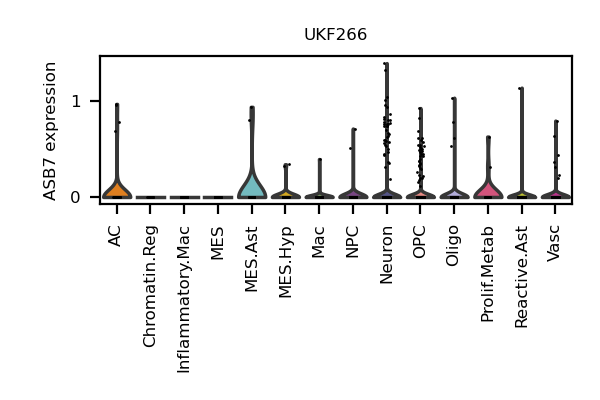 UKF266
ASB7 expression
1
0
AC
Chromatin.Reg
Inflammatory.Mac
MES
MES.Ast
MES.Hyp
Mac
NPC
Neuron
OPC
Oligo
Prolif.Metab
Reactive.Ast
Vasc